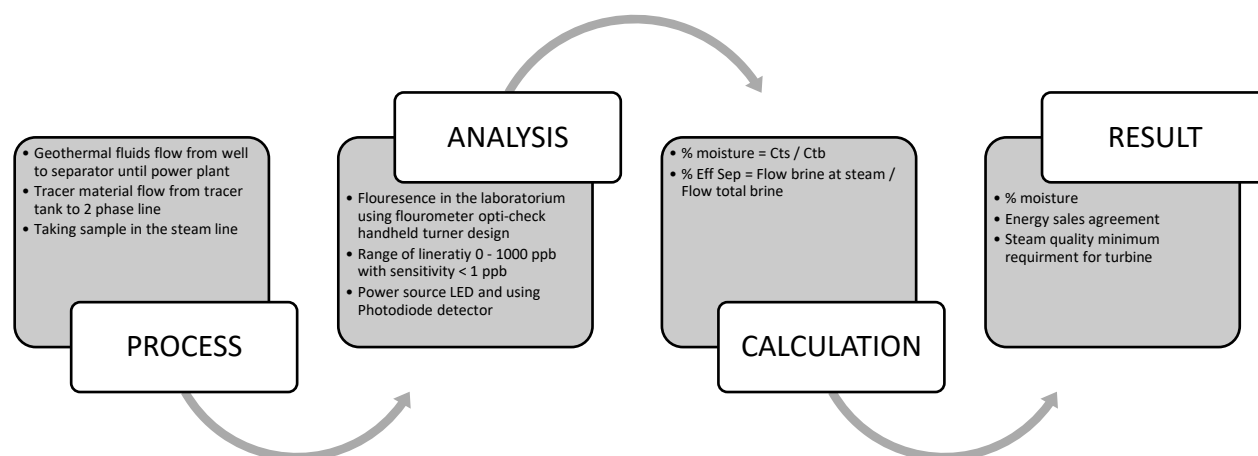 • Geothermal fluids flow from well
to separator until power plant
• Tracer material flow from tracer
tank to 2 phase line
• Taking sample in the steam line
PROCESS
ANALYSIS
• Flouresence in the laboratorium
using flourometer opti-check
handheld turner design
• Range of lineratiy 0 - 1000 ppb
with sensitivity < 1 ppb
• Power source LED and using
Photodiode detector
• % moisture = Cts / Ctb
• % Eff Sep = Flow brine at steam /
Flow total brine
CALCULATION
RESULT
• % moisture
• Energy sales agreement
• Steam quality minimum
requirment for turbine